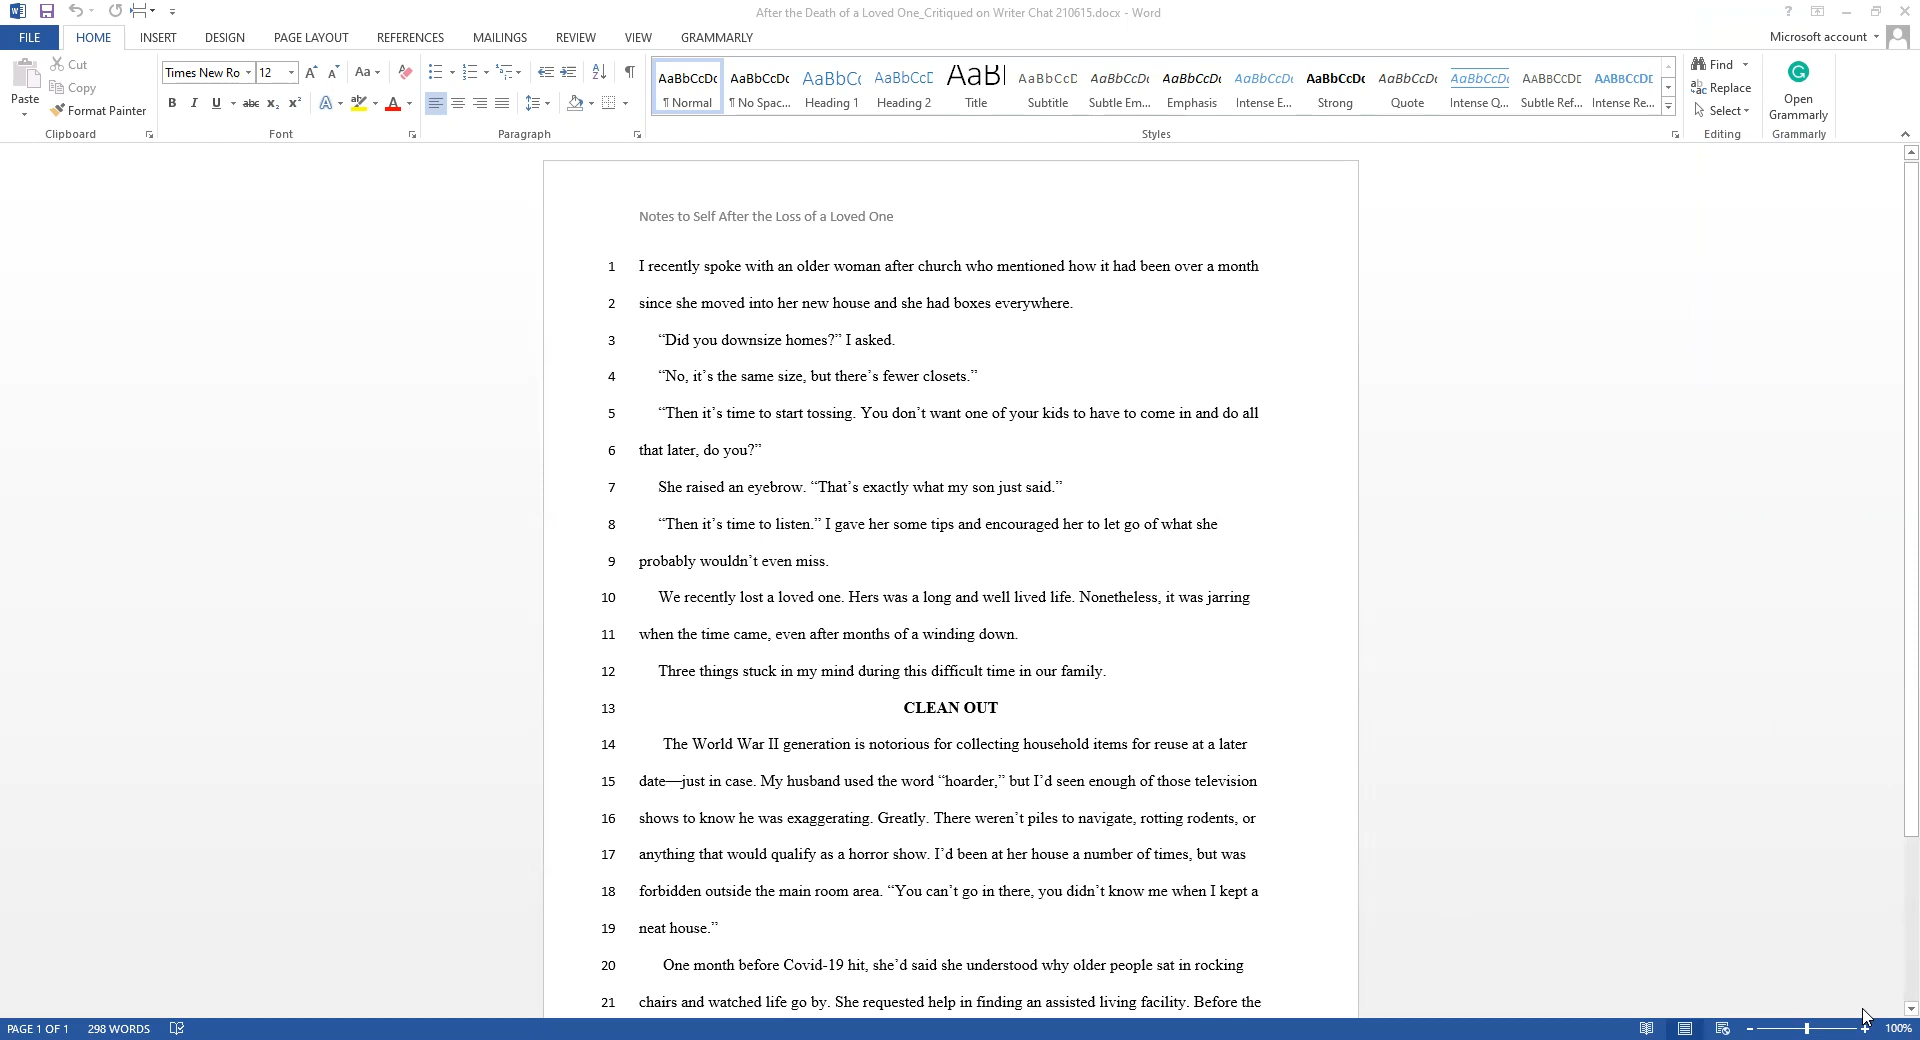 After the Death of a Loved One_Critiqued on Writer Chat 210615.docx - Word
FILE HOME INSERT DESIGN PAGE LAYOUT REFERENCES MAILINGS REVIEW VIEW GRAMMARLY Microsoft account
Paste
Cut
Copy
Format Painter
Clipboard
Times New Ro 12
Font
Paragraph
AaBbCcDc AaBbCcDc AaBbCc AaBbCcE AaB AaBbCcD AaBbCcDc AaBbCcDc AaBbCcDc AaBbCcDc AaBbCcDc AaBbCcDc AABBCCDE AABBCCDE
¶ Normal ¶ No Spac... Heading 1 Heading 2 Title Subtitle Subtle Em... Emphasis Intense E... Strong Quote Intense Q... Subtle Ref... Intense Re...
Styles
Find
Replace
Select
Editing
Open
Grammarly
Grammarly
Notes to Self After the Loss of a Loved One
1 I recently spoke with an older woman after church who mentioned how it had been over a month
2 since she moved into her new house and she had boxes everywhere.
3 “Did you downsize homes?” I asked.
4 “No, it’s the same size, but there’s fewer closets.”
5 “Then it’s time to start tossing. You don’t want one of your kids to have to come in and do all
6 that later, do you?”
7 She raised an eyebrow. “That’s exactly what my son just said.”
8 “Then it’s time to listen.” I gave her some tips and encouraged her to let go of what she
9 probably wouldn’t even miss.
10 We recently lost a loved one. Hers was a long and well lived life. Nonetheless, it was jarring
11 when the time came, even after months of a winding down.
12 Three things stuck in my mind during this difficult time in our family.
13 CLEAN OUT
14 The World War II generation is notorious for collecting household items for reuse at a later
15 date—just in case. My husband used the word “hoarder,” but I’d seen enough of those television
16 shows to know he was exaggerating. Greatly. There weren’t piles to navigate, rotting rodents, or
17 anything that would qualify as a horror show. I’d been at her house a number of times, but was
18 forbidden outside the main room area. “You can’t go in there, you didn’t know me when I kept a
19 neat house.”
20 One month before Covid-19 hit, she’d said she understood why older people sat in rocking
21 chairs and watched life go by. She requested help in finding an assisted living facility. Before the
PAGE 1 OF 1 298 WORDS 100%